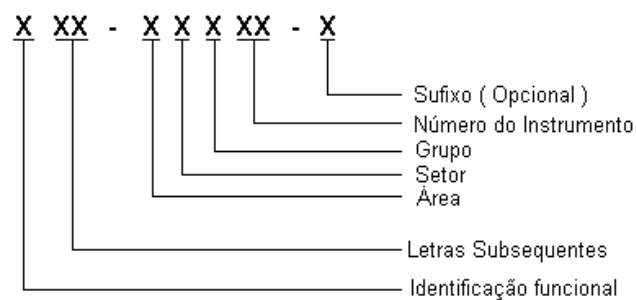 X XX - X X X XX - X
Sufixo ( Opcional )
Número do Instrumento
Grupo
Setor
Área
Letras Subsequentes
Identificação funcional